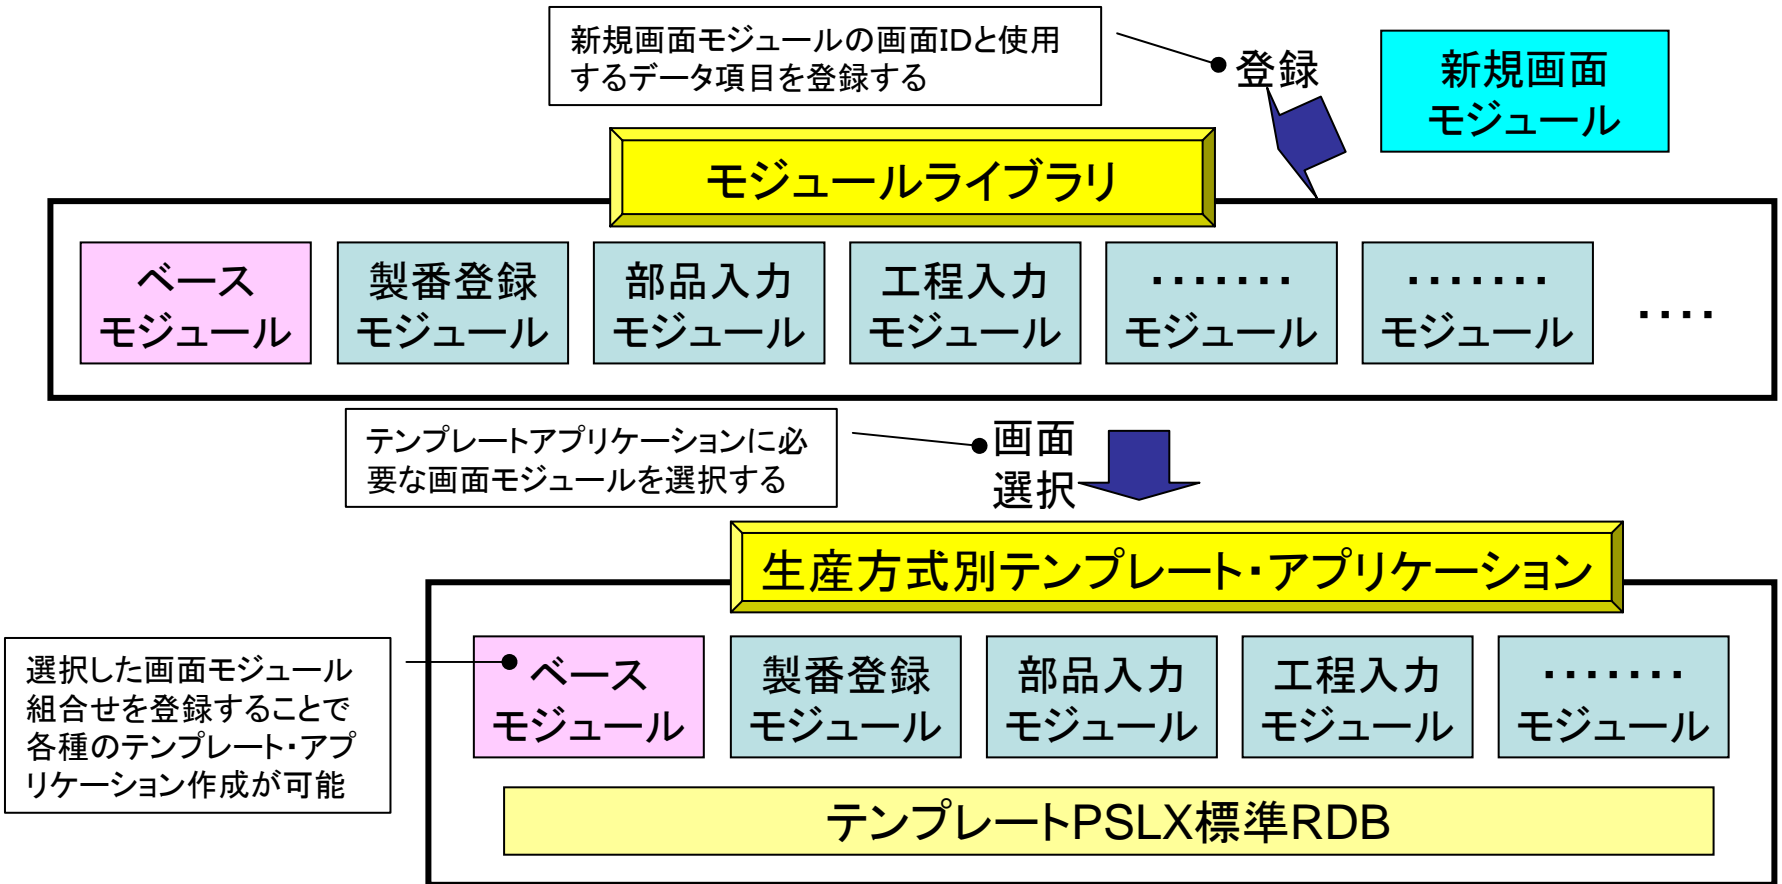 新規画面モジュールの画面IDと使用
するデータ項目を登録する
登録
新規画面
モジュール
モジュールライブラリ
ベース
モジュール
製番登録
モジュール
部品入力
モジュール
工程入力
モジュール
・・・・・・・
モジュール
・・・・・・・
モジュール
・・・・
テンプレートアプリケーションに必
要な画面モジュールを選択する
画面
選択
生産方式別テンプレート・アプリケーション
選択した画面モジュール
組合せを登録することで
各種のテンプレート・アプ
リケーション作成が可能
ベース
モジュール
製番登録
モジュール
部品入力
モジュール
工程入力
モジュール
・・・・・・・
モジュール
テンプレートPSLX標準RDB